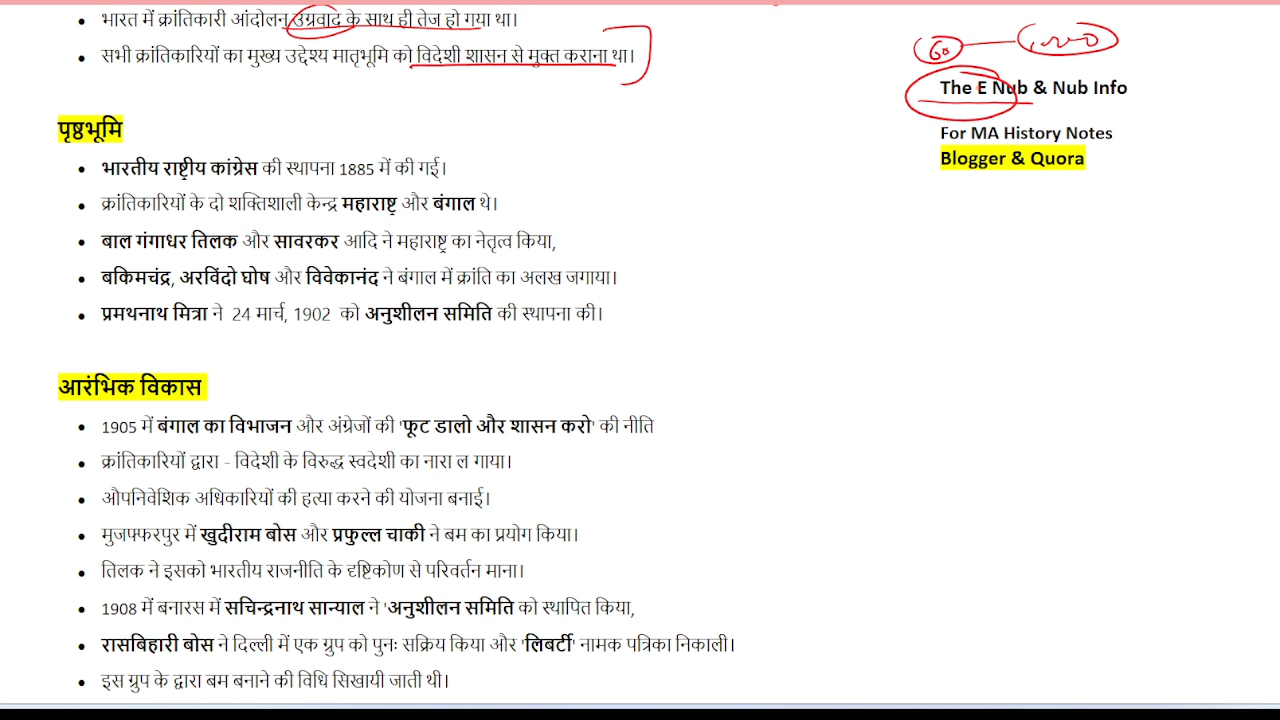 • भारत में क्रांतिकारी आंदोलन उग्रवाद के साथ ही तेज हो गया था।
• सभी क्रांतिकारियों का मुख्य उद्देश्य मातृभूमि को विदेशी शासन से मुक्त कराना था।
The E Nub & Nub Info
For MA History Notes
Blogger & Quora
पृष्ठभूमि
• भारतीय राष्ट्रीय कांग्रेस की स्थापना 1885 में की गई।
• क्रांतिकारियों के दो शक्तिशाली केन्द्र महाराष्ट्र और बंगाल थे।
• बाल गंगाधर तिलक और सावरकर आदि ने महाराष्ट्र का नेतृत्व किया,
• बकिमचंद्र, अरविंदो घोष और विवेकानंद ने बंगाल में क्रांति का अलख जगाया।
• प्रमथनाथ मित्रा ने 24 मार्च, 1902 को अनुशीलन समिति की स्थापना की।
आरंभिक विकास
• 1905 में बंगाल का विभाजन और अंग्रेजों की 'फूट डालो और शासन करो' की नीति
• क्रांतिकारियों द्वारा - विदेशी के विरुद्ध स्वदेशी का नारा ल गाया।
• औपनिवेशिक अधिकारियों की हत्या करने की योजना बनाई।
• मुजफ्फरपुर में खुदीराम बोस और प्रफुल्ल चाकी ने बम का प्रयोग किया।
• तिलक ने इसको भारतीय राजनीति के दृष्टिकोण से परिवर्तन माना।
• 1908 में बनारस में सचिन्द्रनाथ सान्याल ने 'अनुशीलन समिति को स्थापित किया,
• रासबिहारी बोस ने दिल्ली में एक ग्रुप को पुनः सक्रिय किया और 'लिबर्टी' नामक पत्रिका निकाली।
• इस ग्रुप के द्वारा बम बनाने की विधि सिखायी जाती थी।